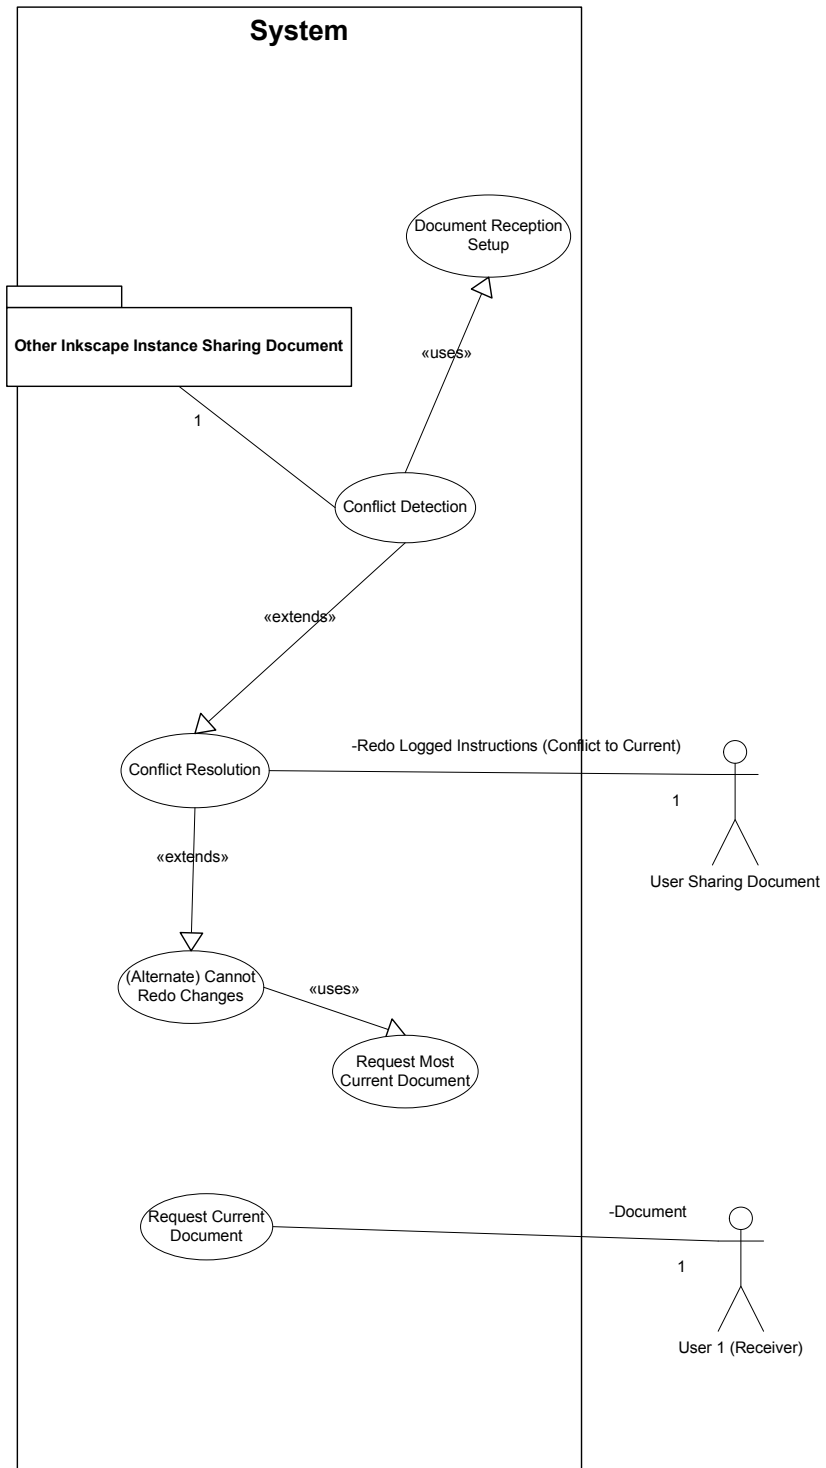 System
Document Reception
Setup
Other Inkscape Instance Sharing Document
«uses»
1
Conflict Detection
«extends»
-Redo Logged Instructions (Conflict to Current)
Conflict Resolution
1
«extends»
User Sharing Document
(Alternate) Cannot
Redo Changes
«uses»
Request Most
Current Document
Request Current
Document
-Document
1
User 1 (Receiver)